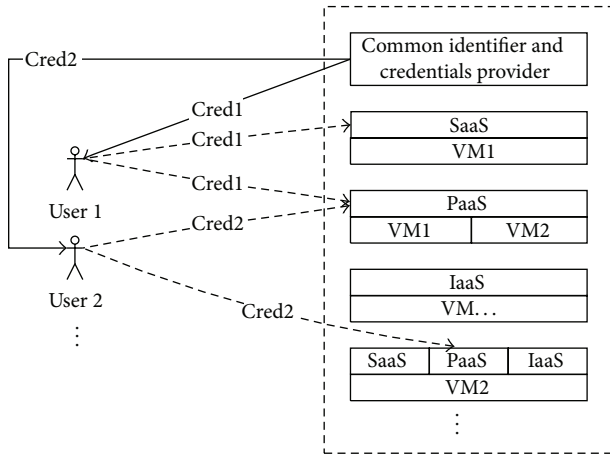 Common identifier and
credentials provider
Cred2
Cred1
Cred1
SaaS
VM1
User 1
Cred1
PaaS
Cred2
VM1 VM2
User 2
IaaS
VM...
Cred2
SaaS PaaS IaaS
VM2
⋮
⋮